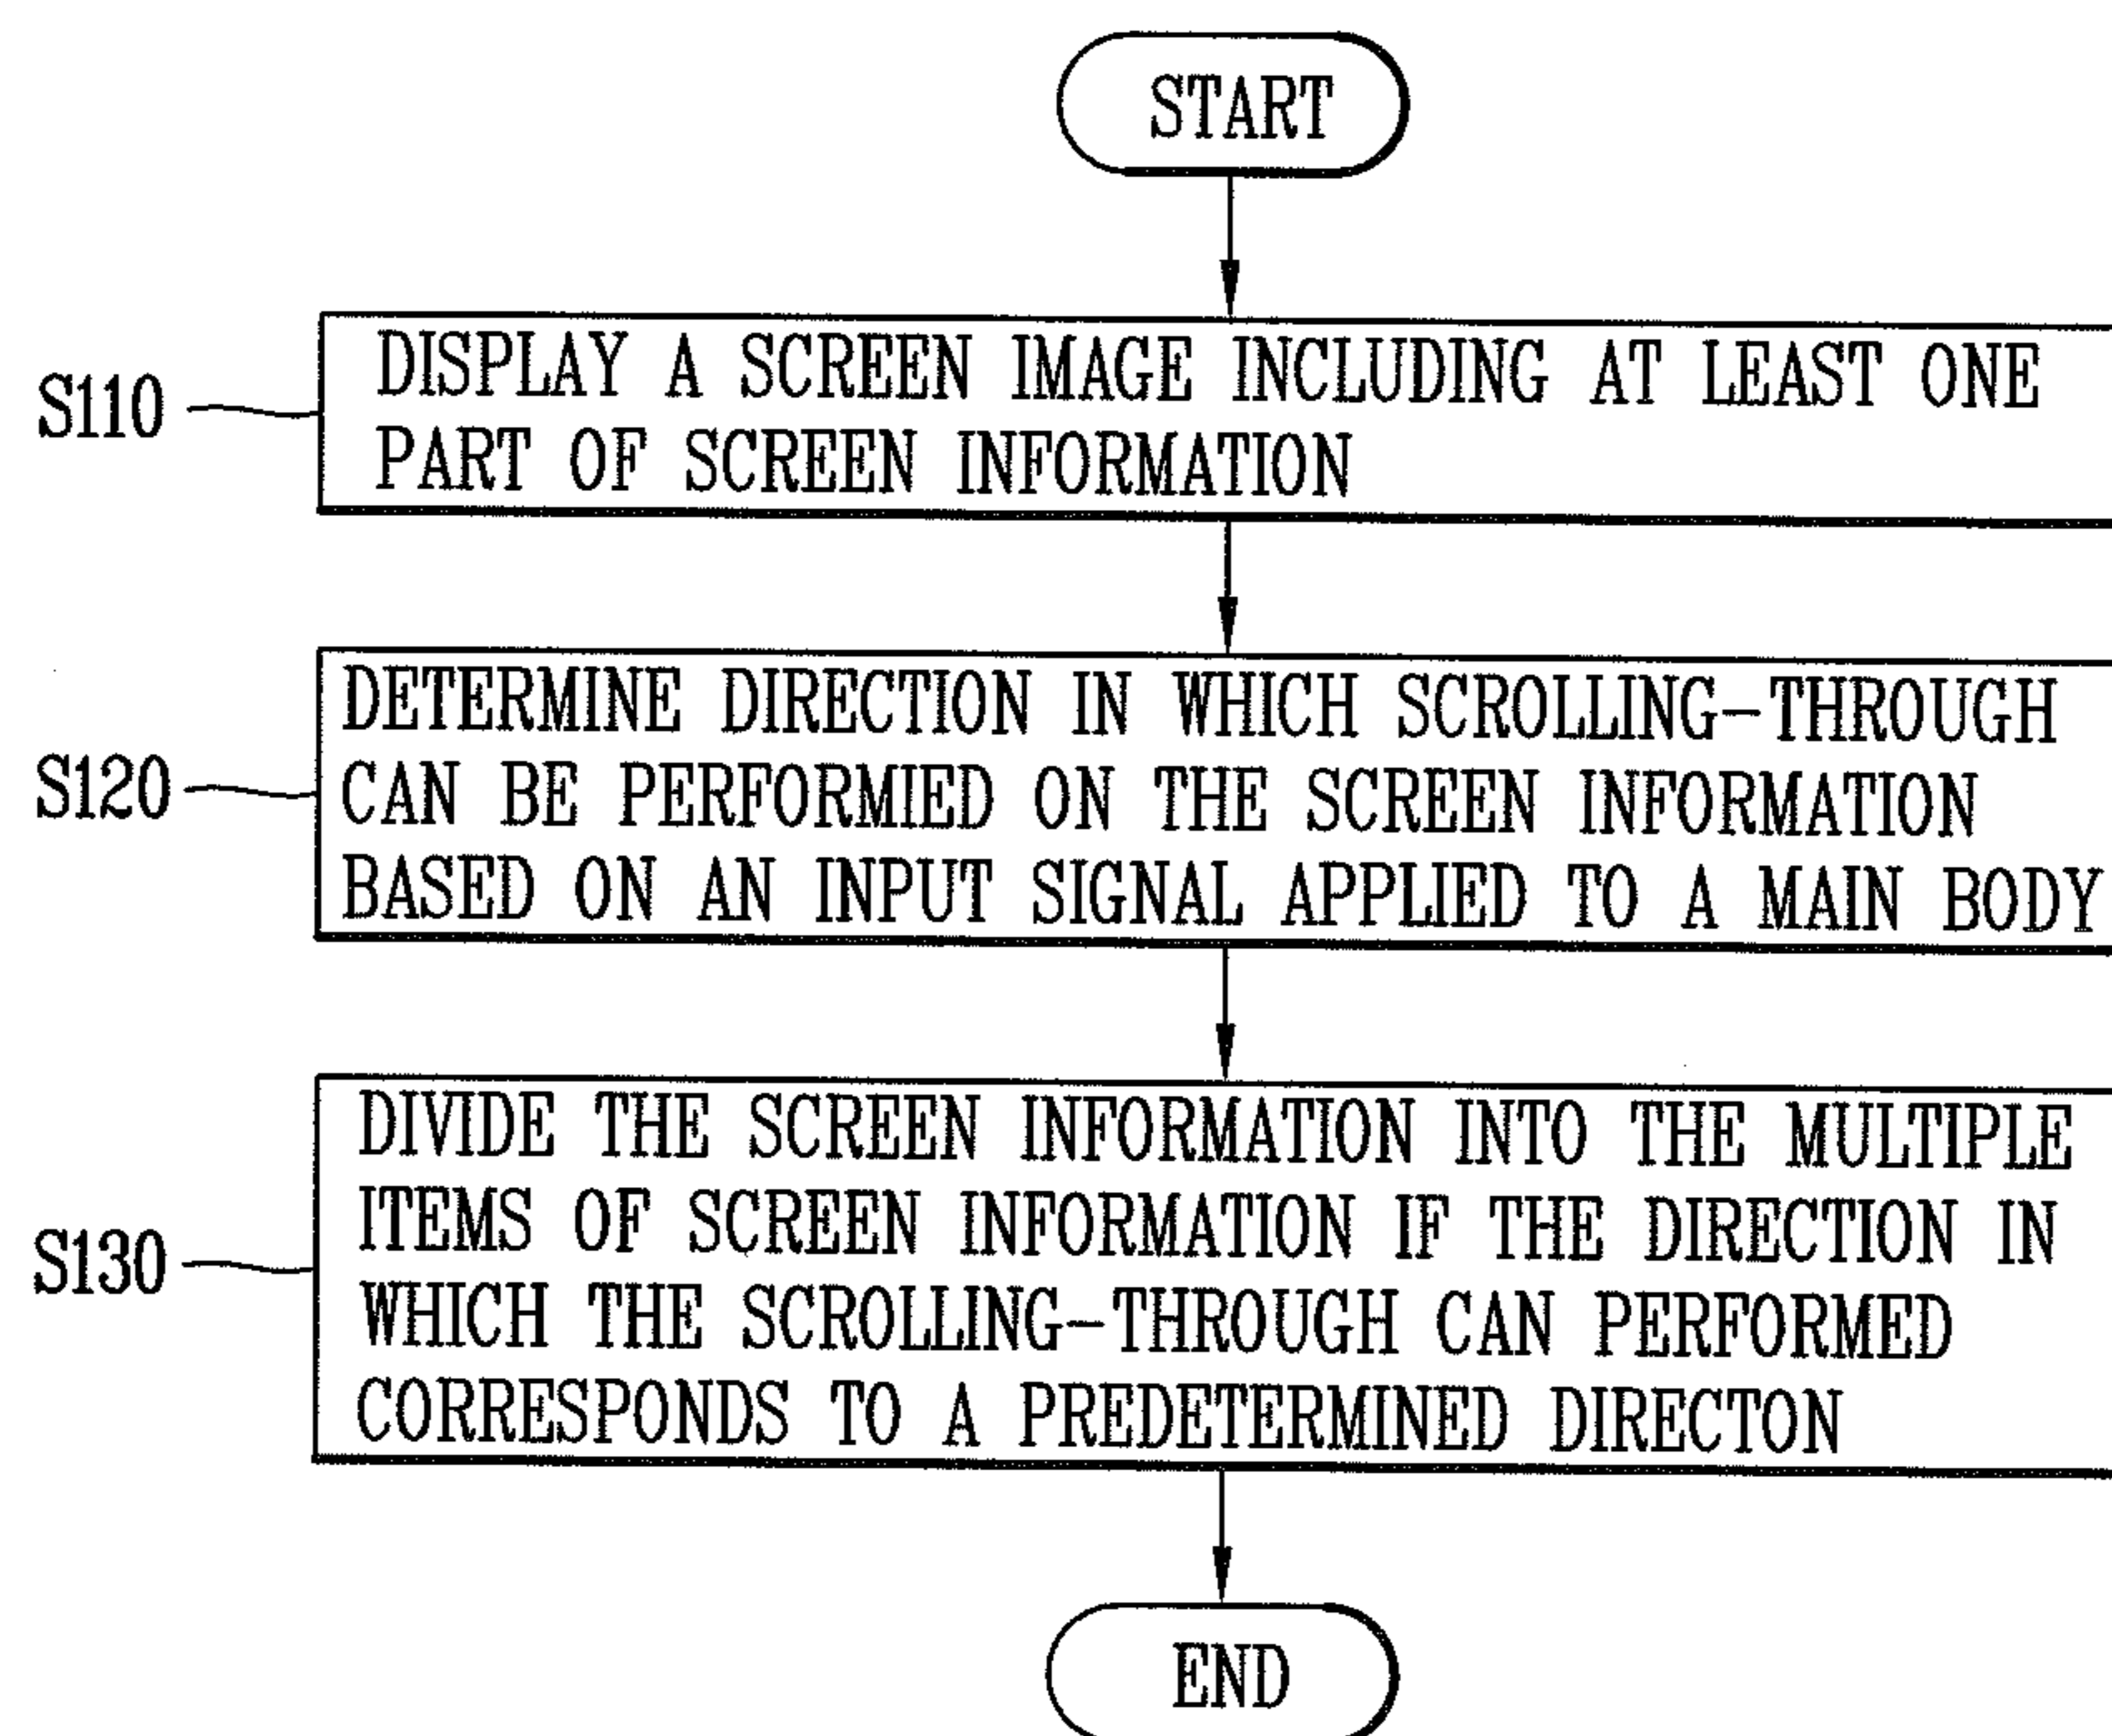 START
S110
DISPLAY A SCREEN IMAGE INCLUDING AT LEAST ONE
PART OF SCREEN INFORMATION
S120
DETERMINE DIRECTION IN WHICH SCROLLING-THROUGH
CAN BE PERFORMIED ON THE SCREEN INFORMATION
BASED ON AN INPUT SIGNAL APPLIED TO A MAIN BODY
S130
DIVIDE THE SCREEN INFORMATION INTO THE MULTIPLE
ITEMS OF SCREEN INFORMATION IF THE DIRECTION IN
WHICH THE SCROLLING-THROUGH CAN PERFORMED
CORRESPONDS TO A PREDETERMINED DIRECTON
END